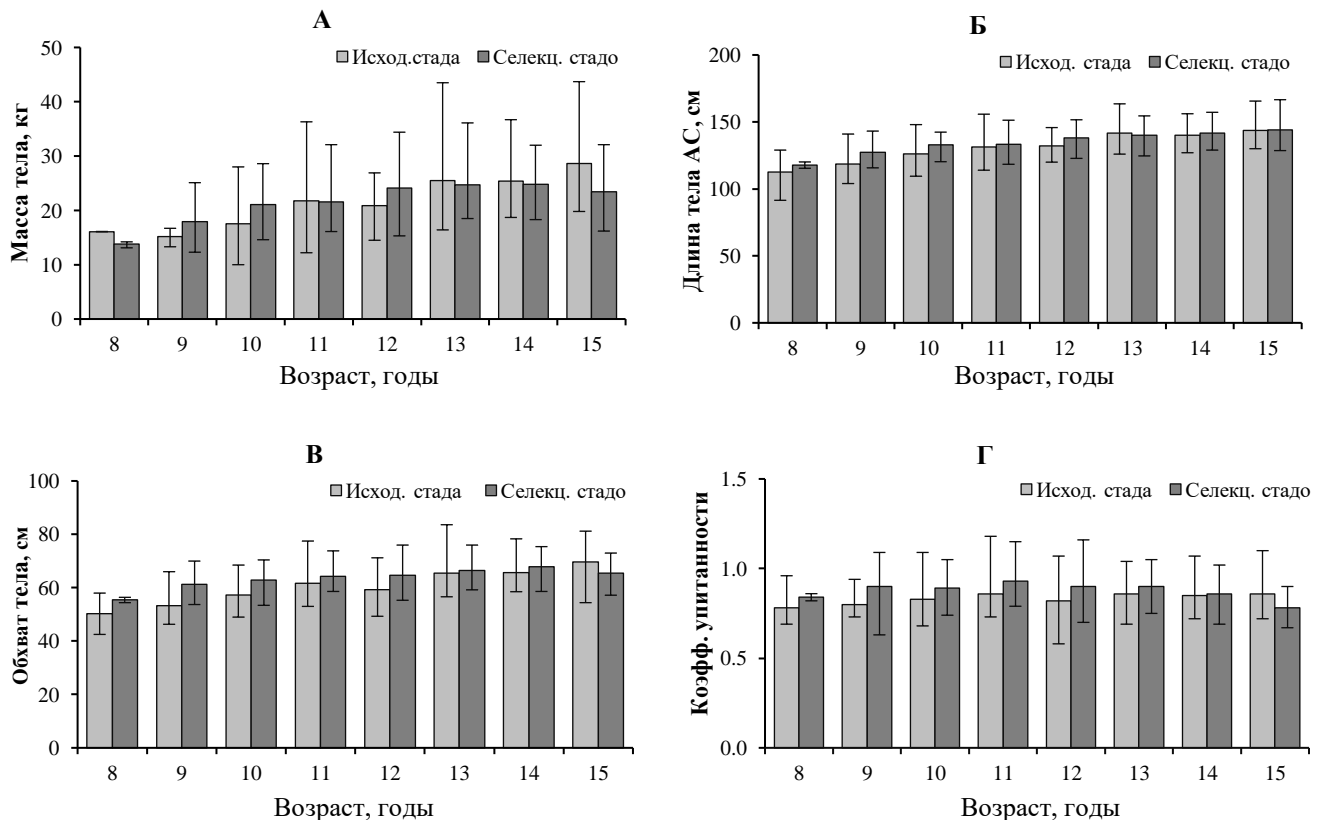 А
Масса тела, кг
50
40
30
20
10
0
Исход.стада Селекц. стадо
8 9 10 11 12 13 14 15
Возраст, годы
Б
Длина тела АС, см
200
150
100
50
0
Исход. стада Селекц. стадо
8 9 10 11 12 13 14 15
Возраст, годы
В
Обхват тела, см
100
80
60
40
20
0
Исход. стада Селекц. стадо
8 9 10 11 12 13 14 15
Возраст, годы
Г
Коэфф. упитанности
1.5
1.0
0.5
0.0
Исход. стада Селекц. стадо
8 9 10 11 12 13 14 15
Возраст, годы